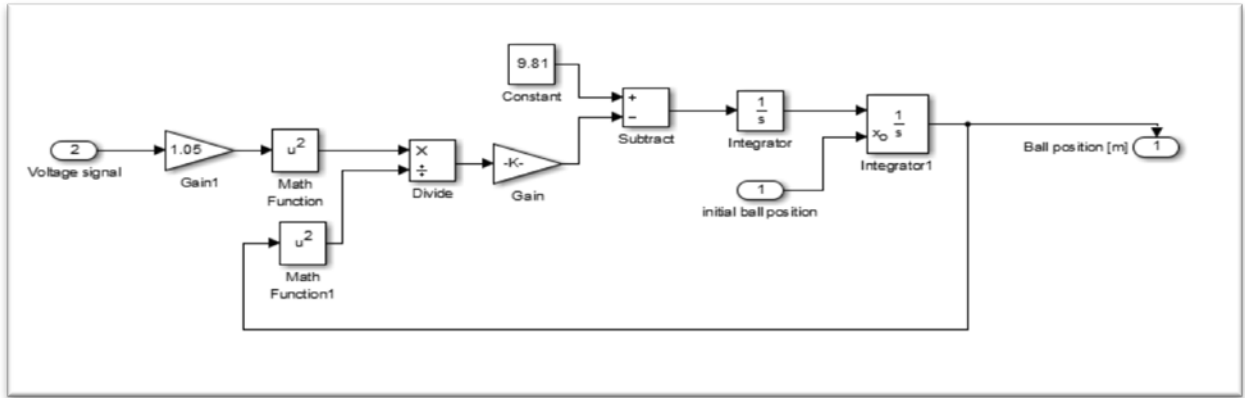 9.81
Constant
+
−
Subtract
1
s
Integrator
xo
1
s
Integrator1
2
Voltage signal
1.05
Gain1
u2
Math
Function
×
÷
Divide
-K-
Gain
1
initial ball position
Ball position [m]
1
u2
Math
Function1